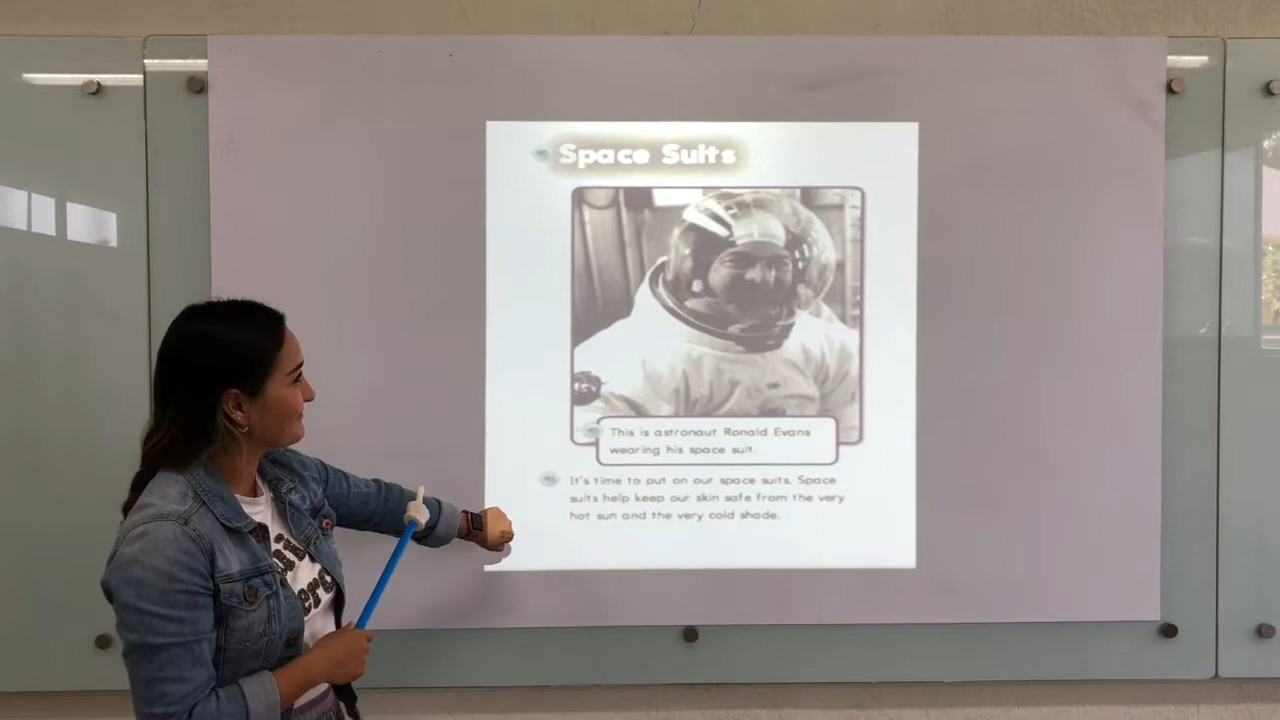 Space Suits
This is astronaut Ronald Evans
wearing his space suit.
It's time to put on our space suits. Space
suits help keep our skin safe from the very
hot sun and the very cold shade.